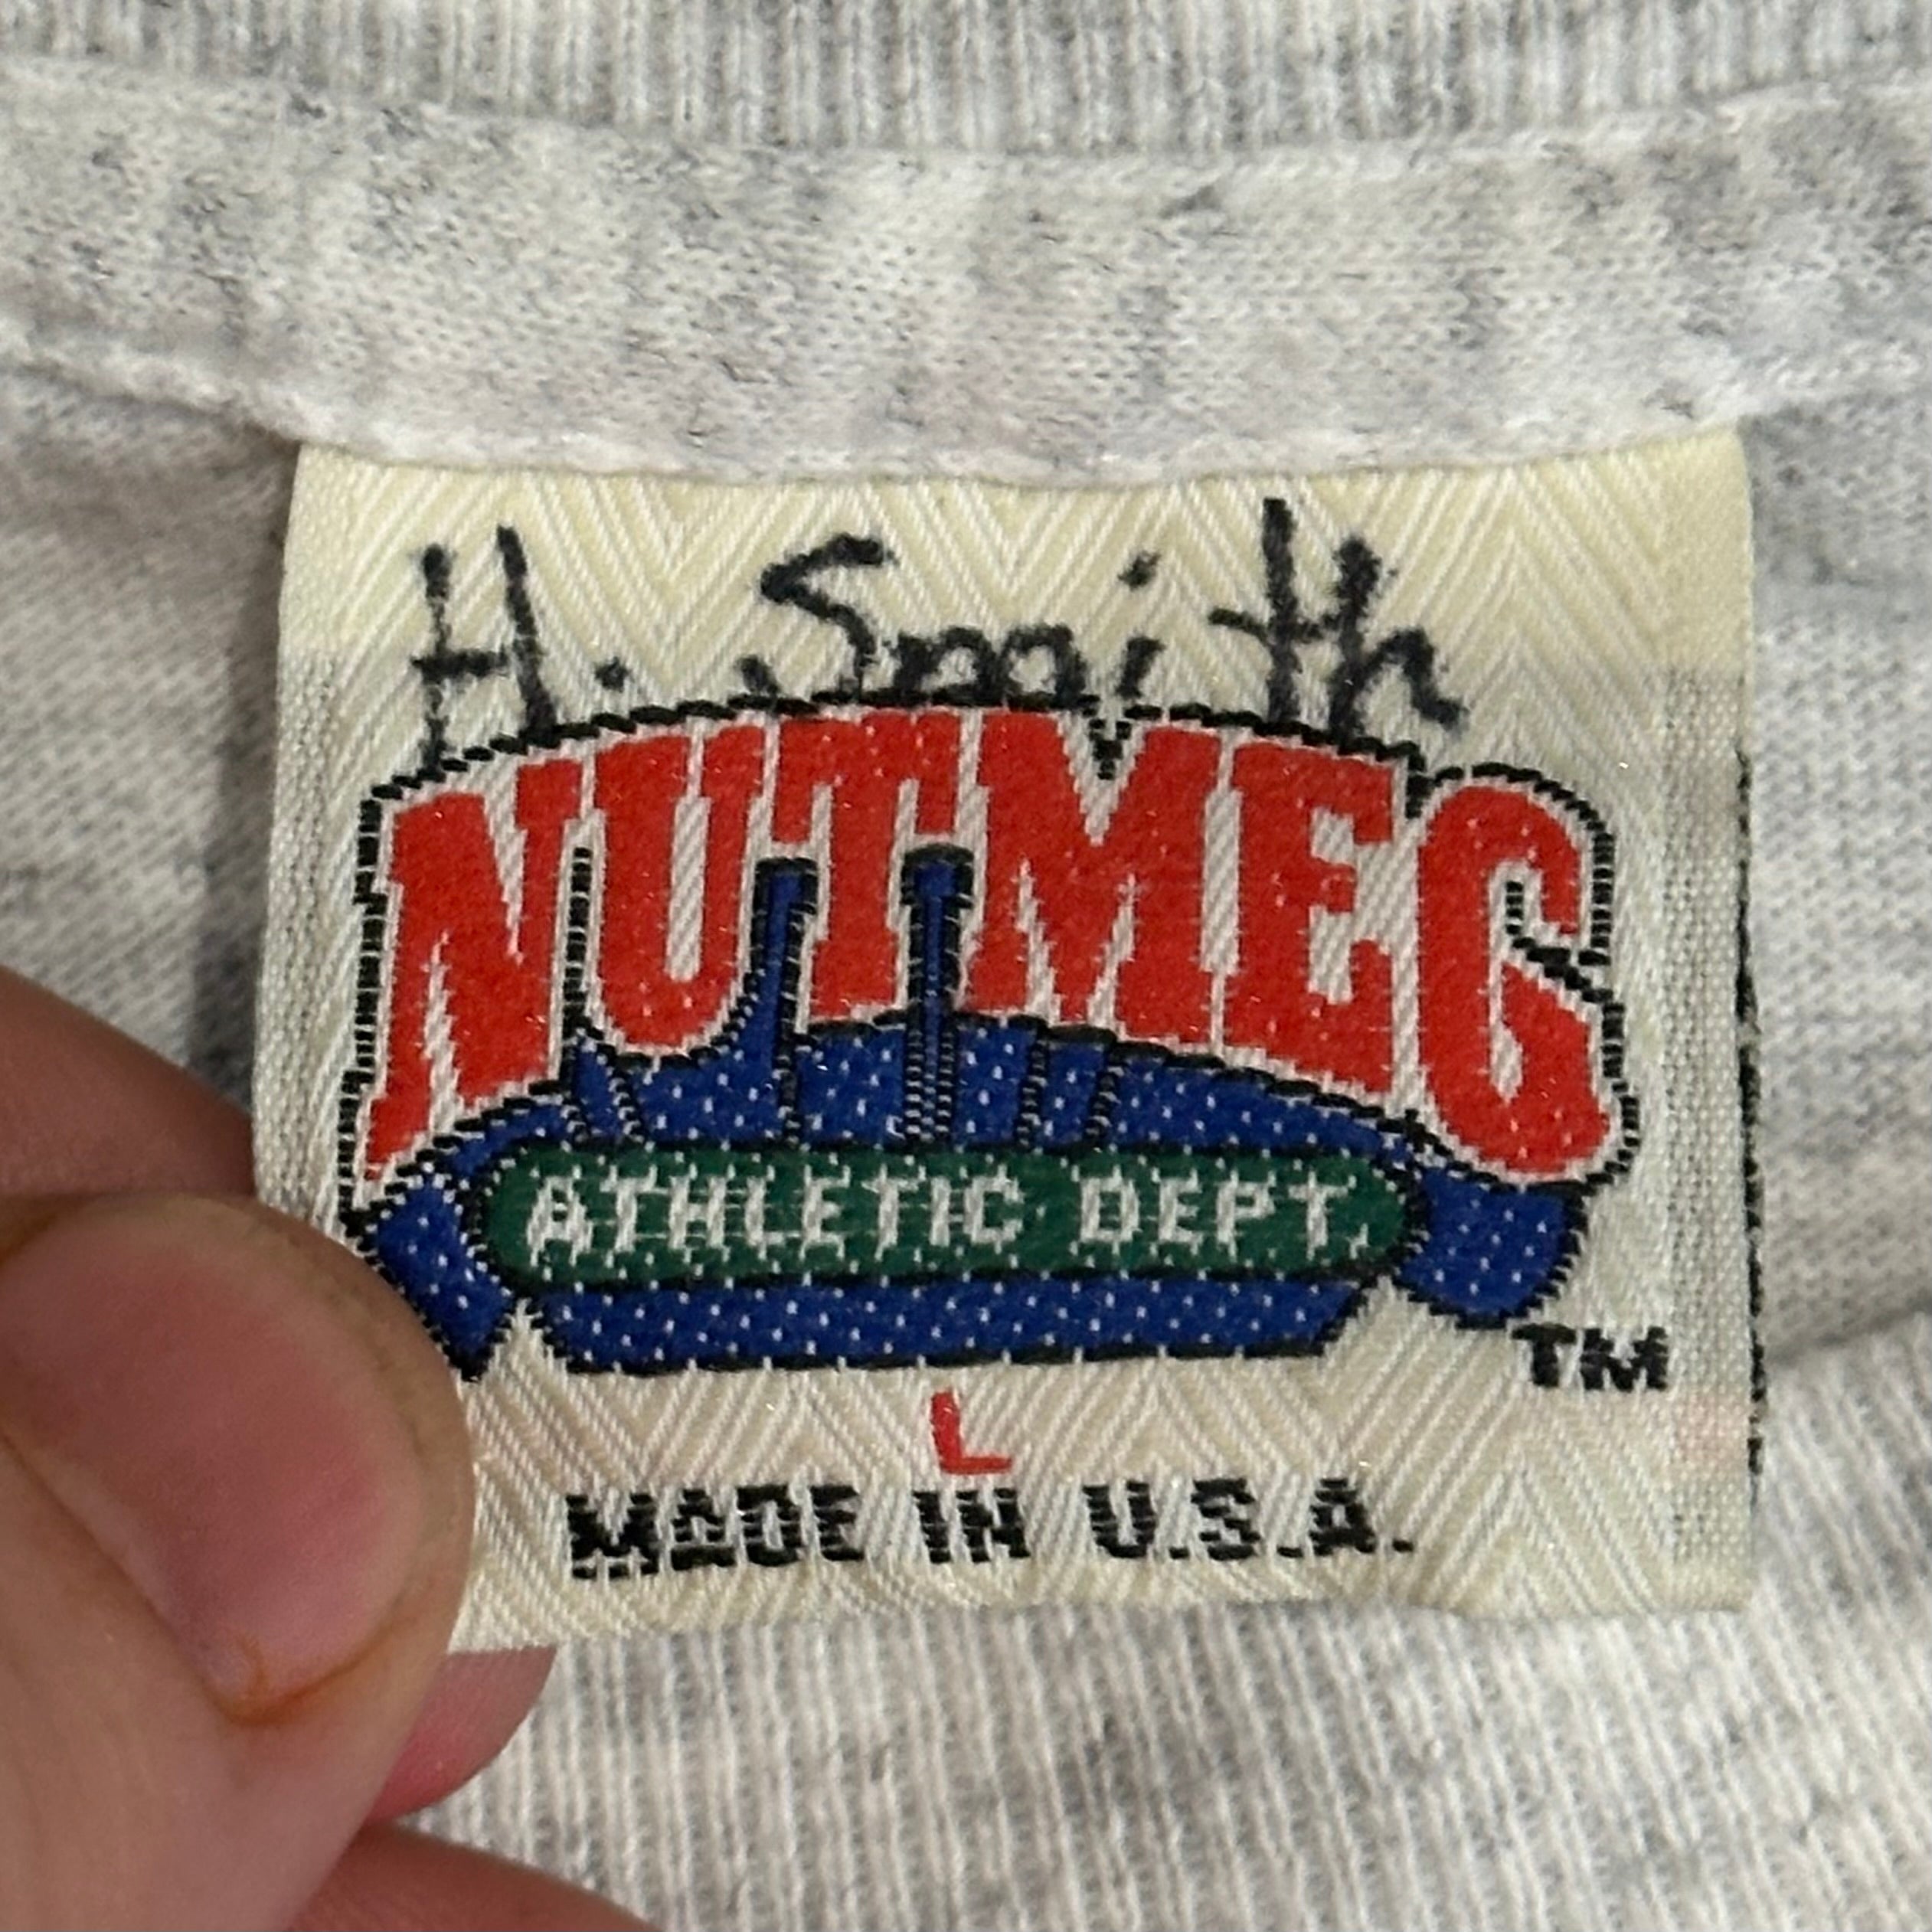 H. Smith
NUTMEG
ATHLETIC DEPT.
TM
L
MADE IN U.S.A.